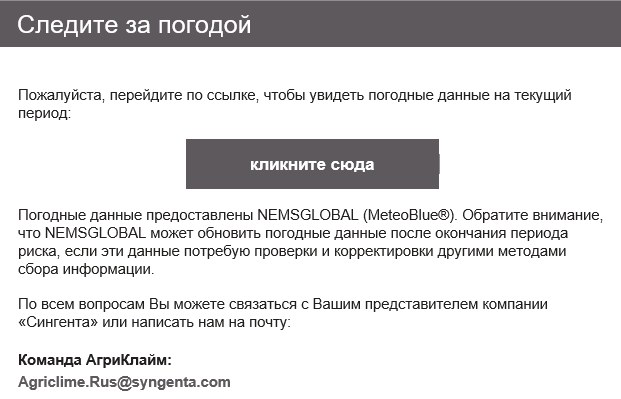 Следите за погодой
Пожалуйста, перейдите по ссылке, чтобы увидеть погодные данные на текущий
период:
кликните сюда
Погодные данные предоставлены NEMSGLOBAL (MeteoBlue®). Обратите внимание,
что NEMSGLOBAL может обновить погодные данные после окончания периода
риска, если эти данные потребую проверки и корректировки другими методами
сбора информации.
По всем вопросам Вы можете связаться с Вашим представителем компании
«Сингента» или написать нам на почту:
Команда АгриКлайм:
Agriclime.Rus@syngenta.com